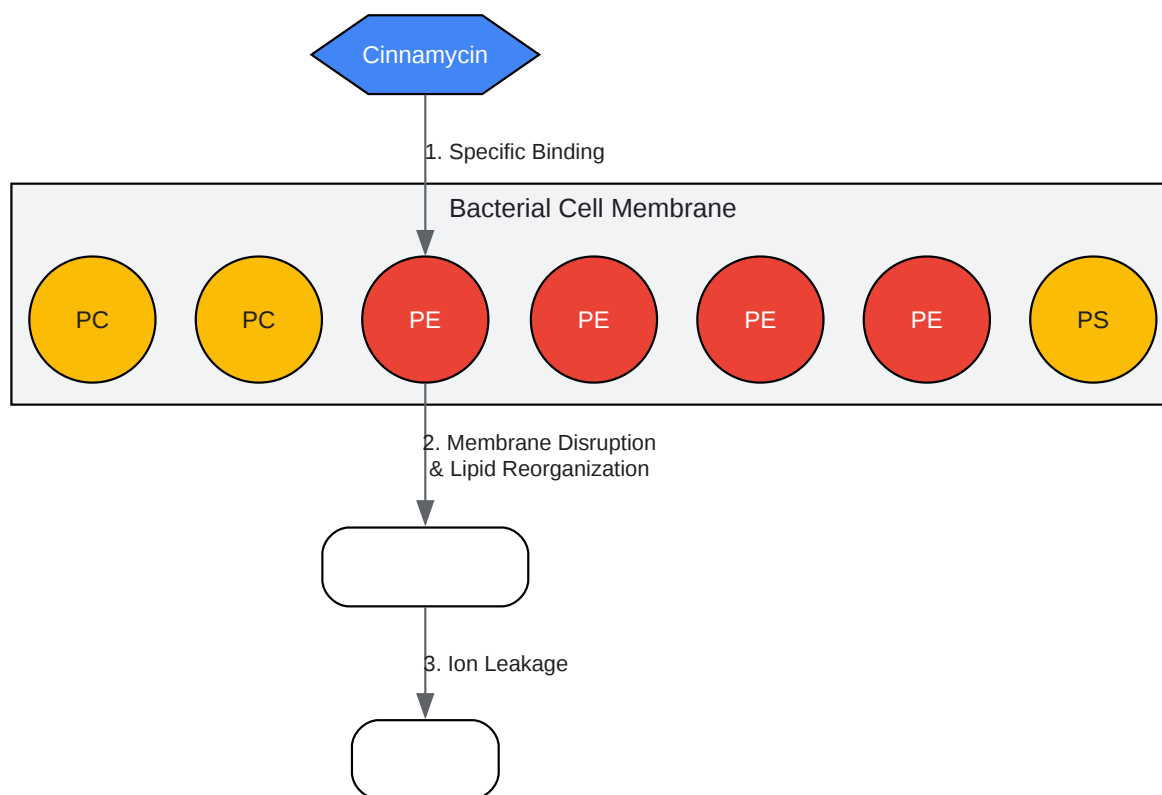 Cinnamycin
1. Specific Binding
Bacterial Cell Membrane
PC
PC
PE
PE
PE
PE
PS
2. Membrane Disruption
& Lipid Reorganization
3. Ion Leakage